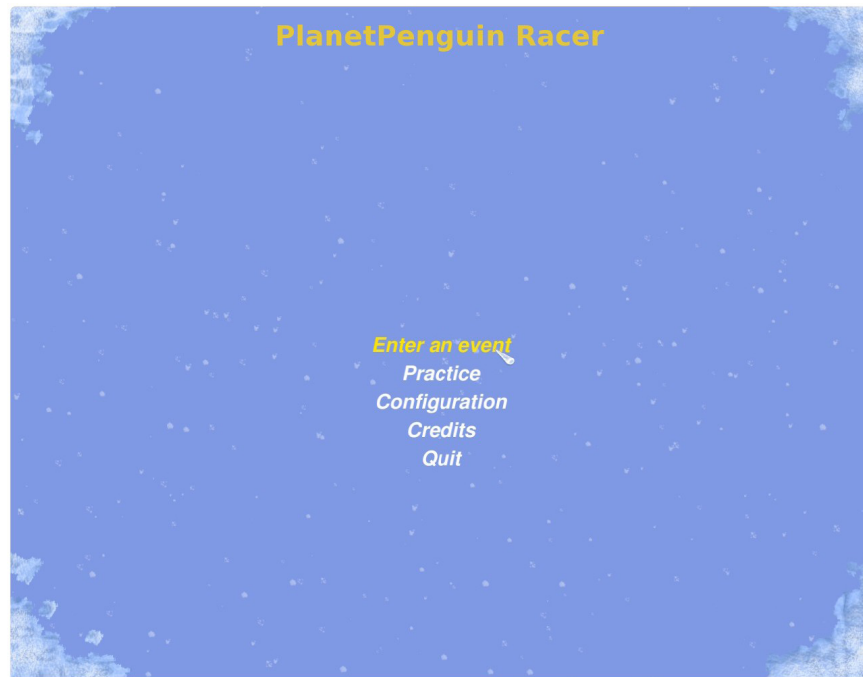 PlanetPenguin Racer
Enter an event
Practice
Configuration
Credits
Quit